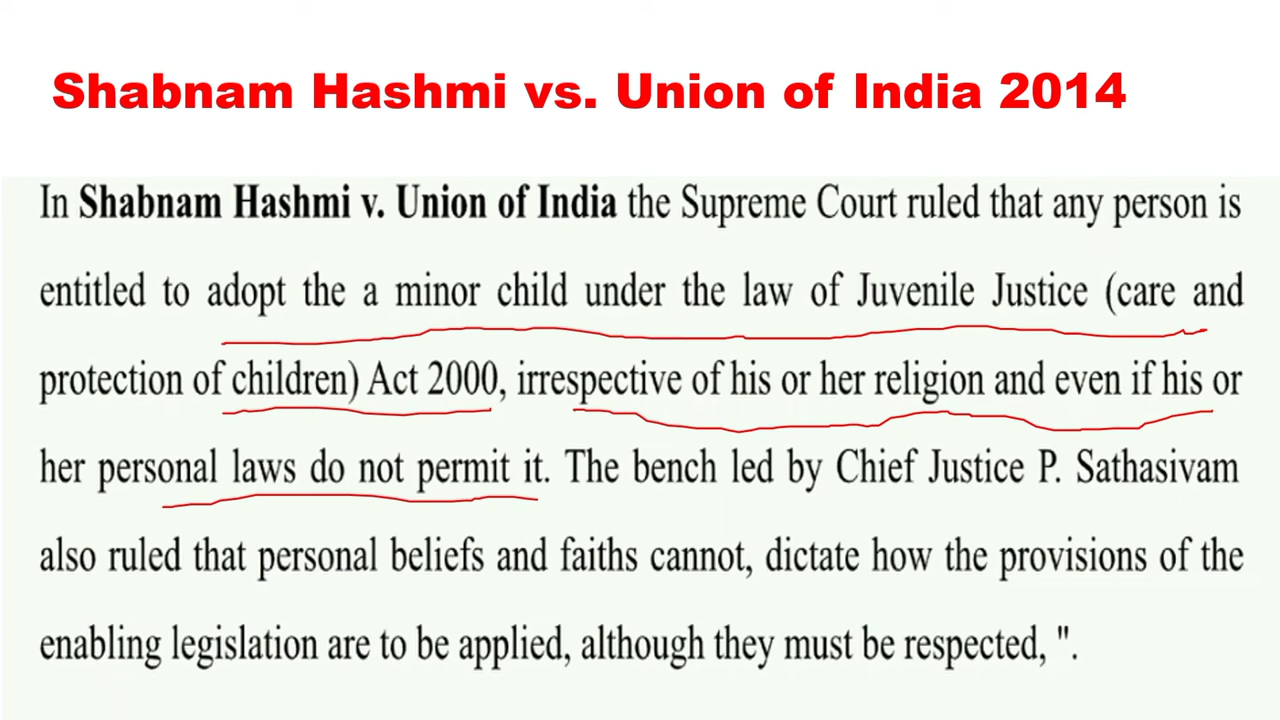 Shabnam Hashmi vs. Union of India 2014
In Shabnam Hashmi v. Union of India the Supreme Court ruled that any person is
entitled to adopt the a minor child under the law of Juvenile Justice (care and
protection of children) Act 2000, irrespective of his or her religion and even if his or
her personal laws do not permit it. The bench led by Chief Justice P. Sathasivam
also ruled that personal beliefs and faiths cannot, dictate how the provisions of the
enabling legislation are to be applied, although they must be respected, ".